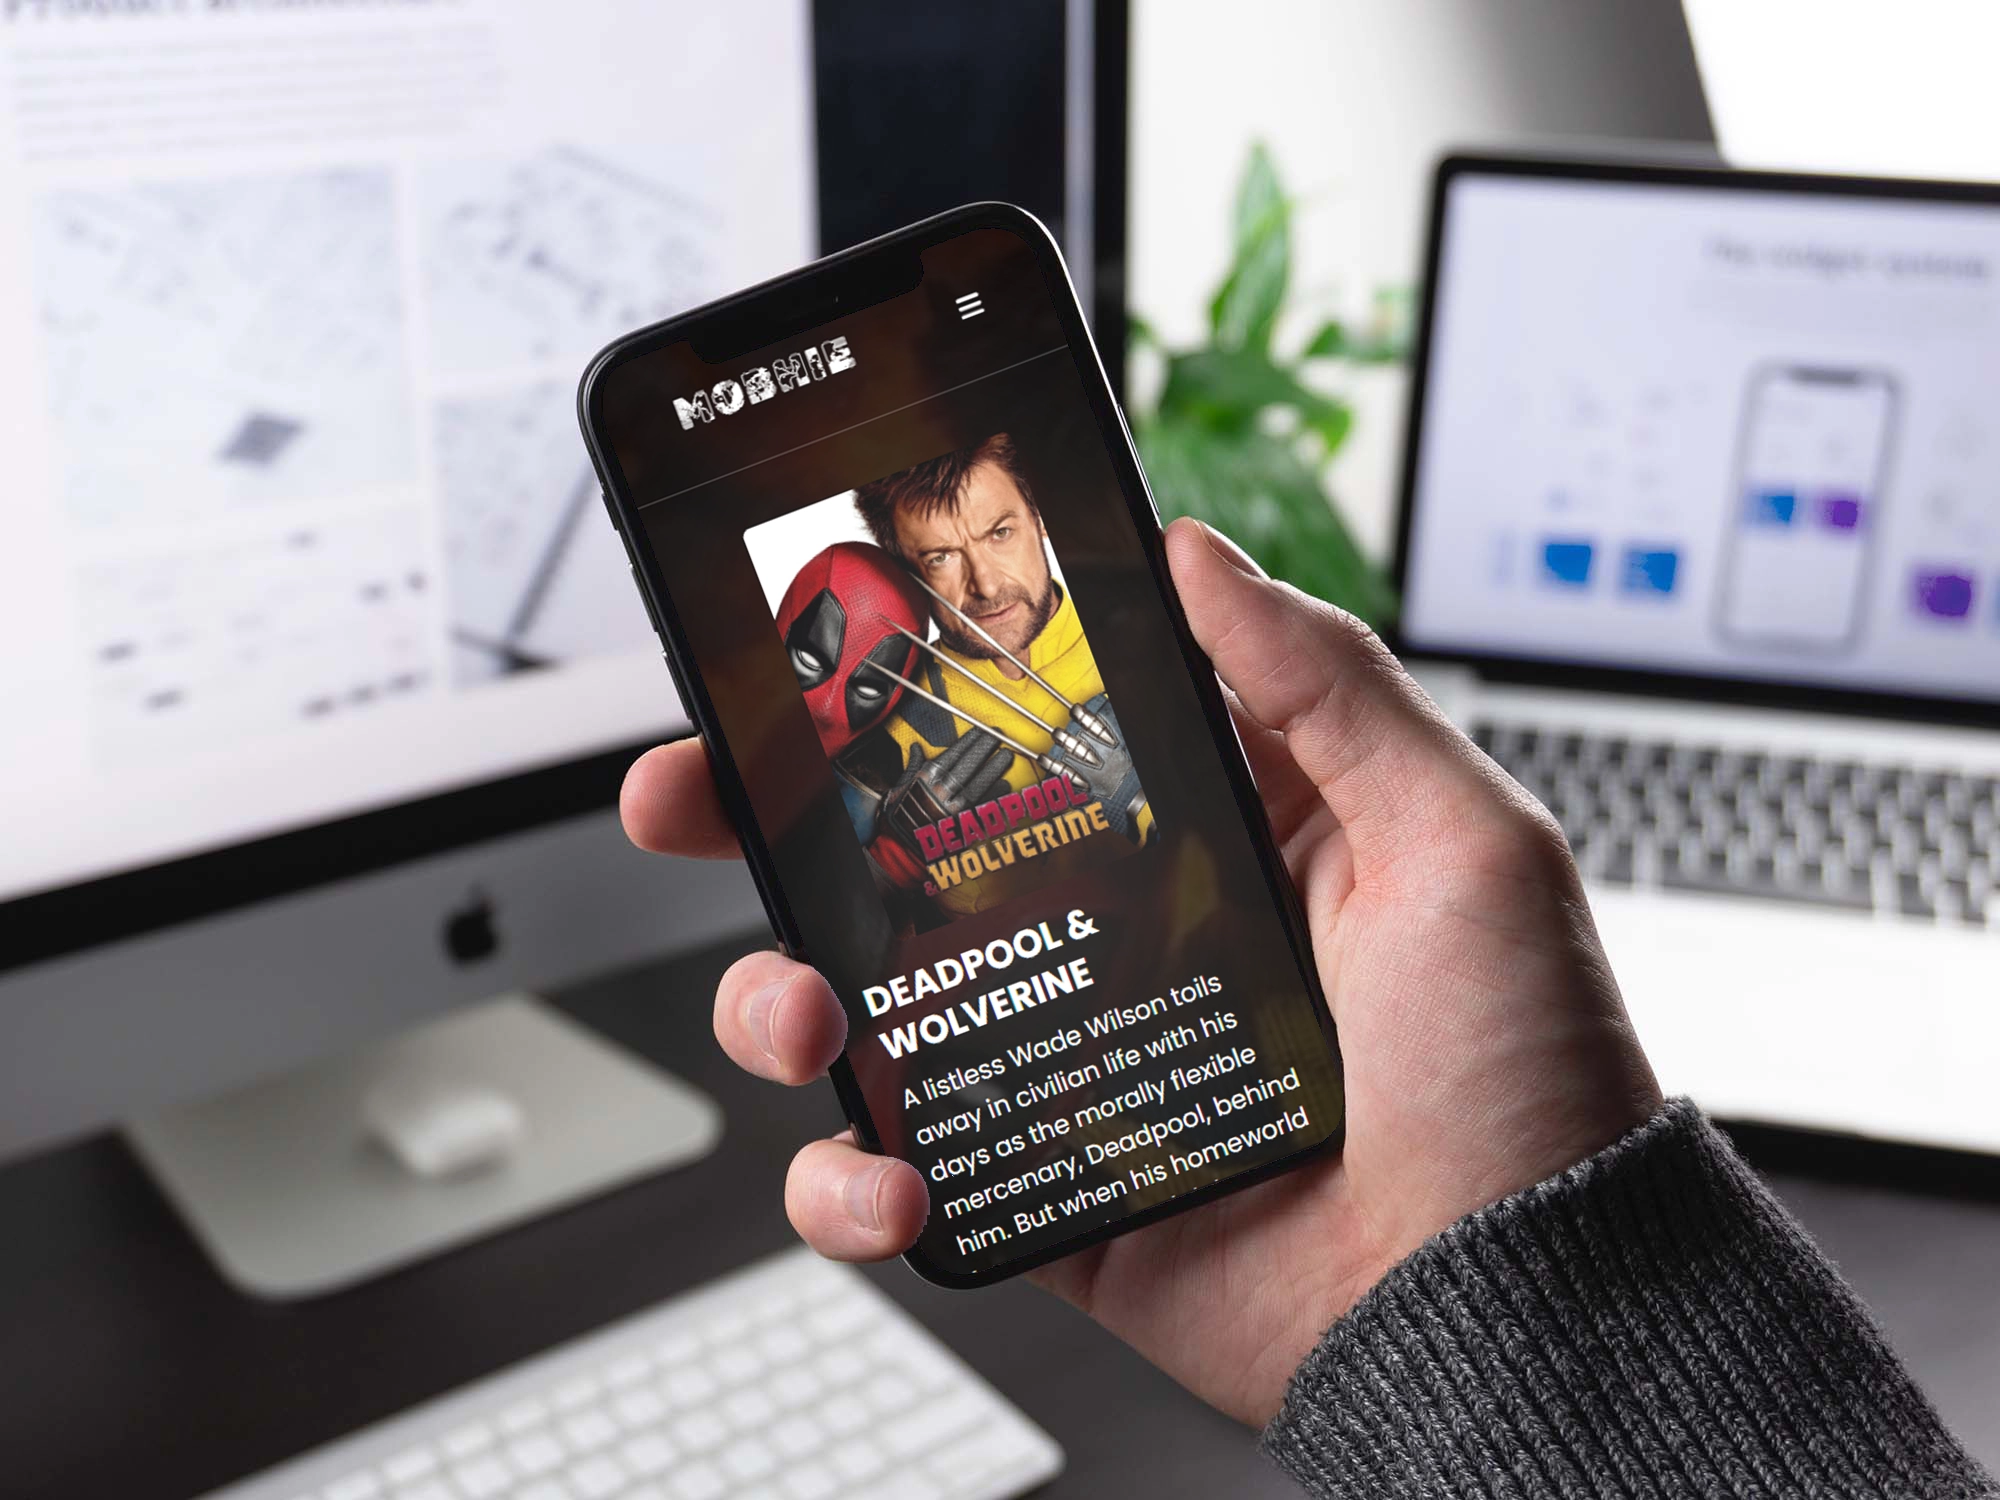 MOBHIE
DEADPOOL
& WOLVERINE
DEADPOOL &
WOLVERINE
A listless Wade Wilson toils
away in civilian life with his
days as the morally flexible
mercenary, Deadpool, behind
him. But when his homeworld